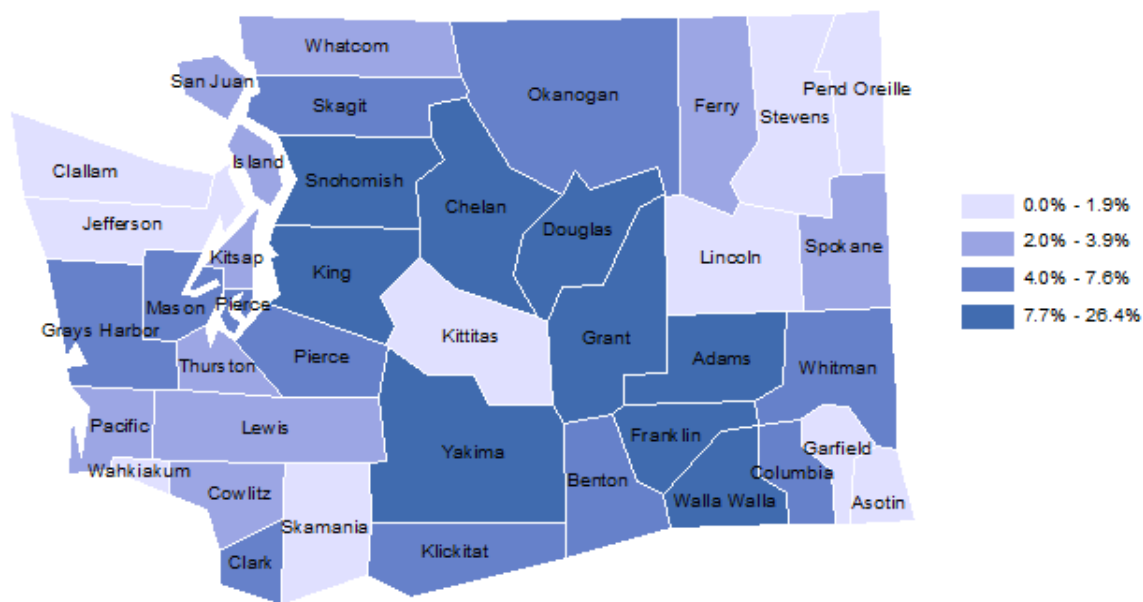 Whatcom
San Juan
Skagit
Okanogan
Ferry
Stevens
Pend Oreille
Island
Clallam
Snohomish
Chelan
Jefferson
Douglas
Kitsap
King
Lincoln
Spokane
Mason
Pierce
Grays Harbor
Kittitas
Grant
Thurston
Pierce
Adams
Whitman
Pacific
Lewis
Yakima
Franklin
Garfield
Wahkiakum
Cowlitz
Benton
Columbia
Walla Walla
Asotin
Skamania
Clark
Klickitat
0.0% - 1.9%
2.0% - 3.9%
4.0% - 7.6%
7.7% - 26.4%